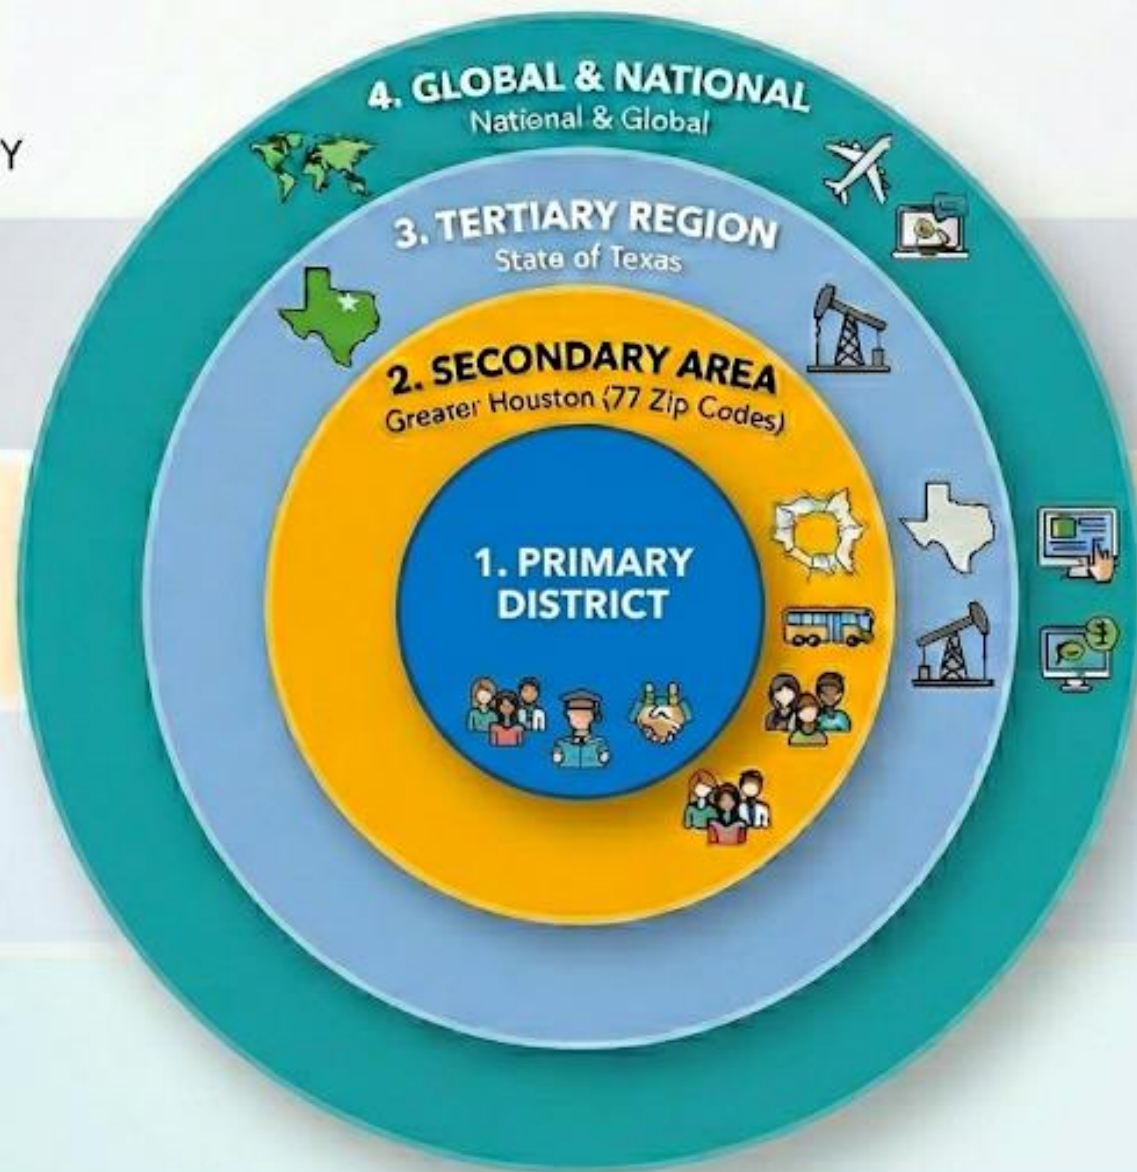 4. GLOBAL & NATIONAL
National & Global
Y
3. TERTIARY REGION
State of Texas
2. SECONDARY AREA
Greater Houston (77 Zip Codes)
1. PRIMARY
DISTRICT